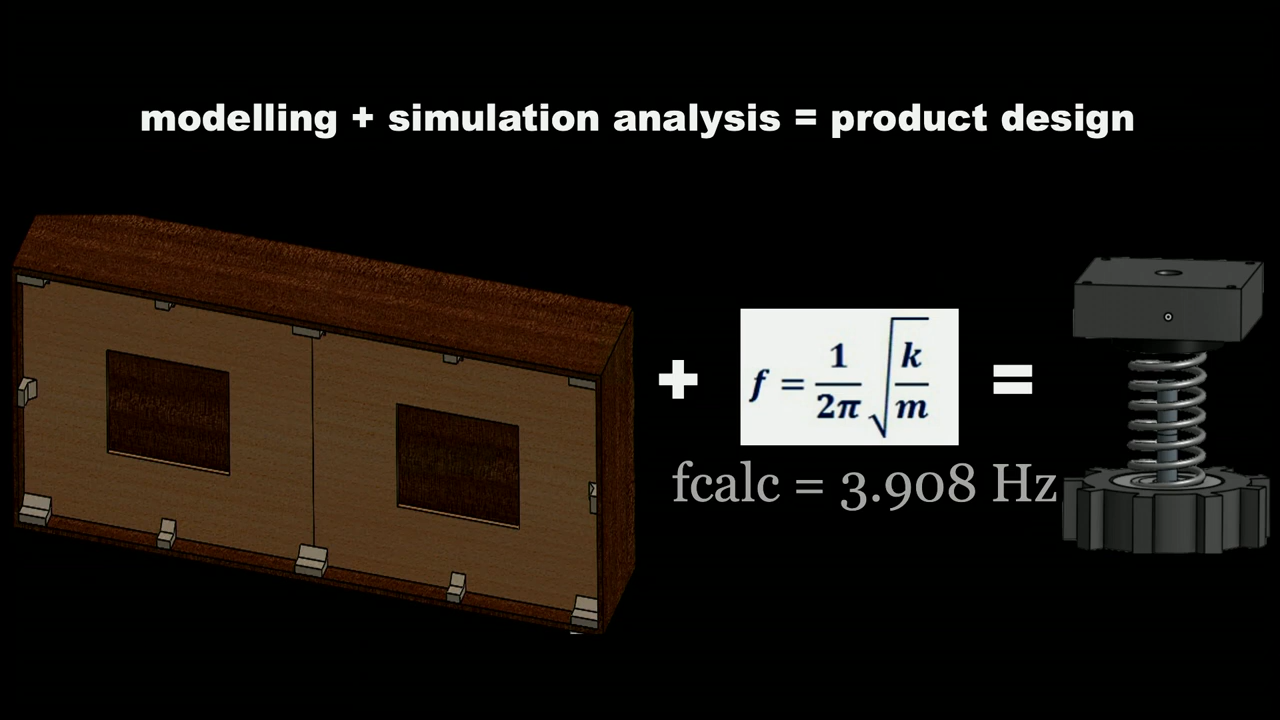 modelling + simulation analysis = product design
+ f = 1/2π √k/m =
fcalc = 3.908 Hz